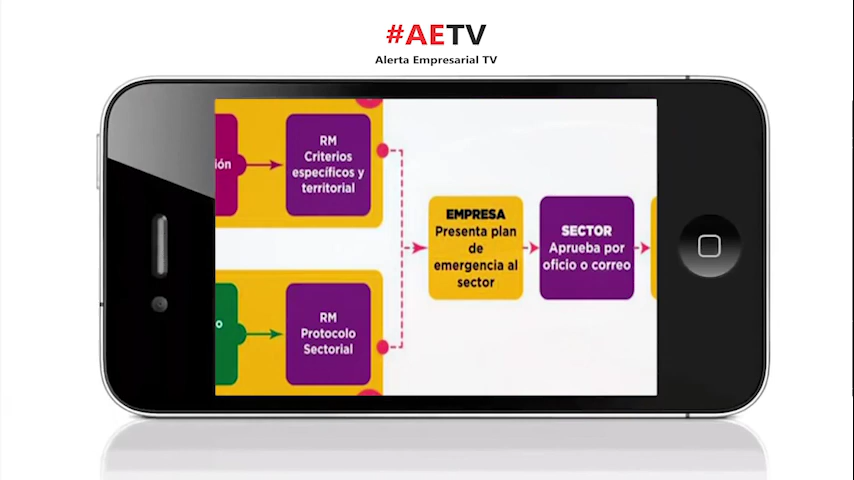 #AETV
Alerta Empresarial TV
ión
RM
Criterios
específicos y
territorial
EMPRESA
Presenta plan
de
emergencia al
sector
SECTOR
Aprueba por
oficio o correo
o
RM
Protocolo
Sectorial